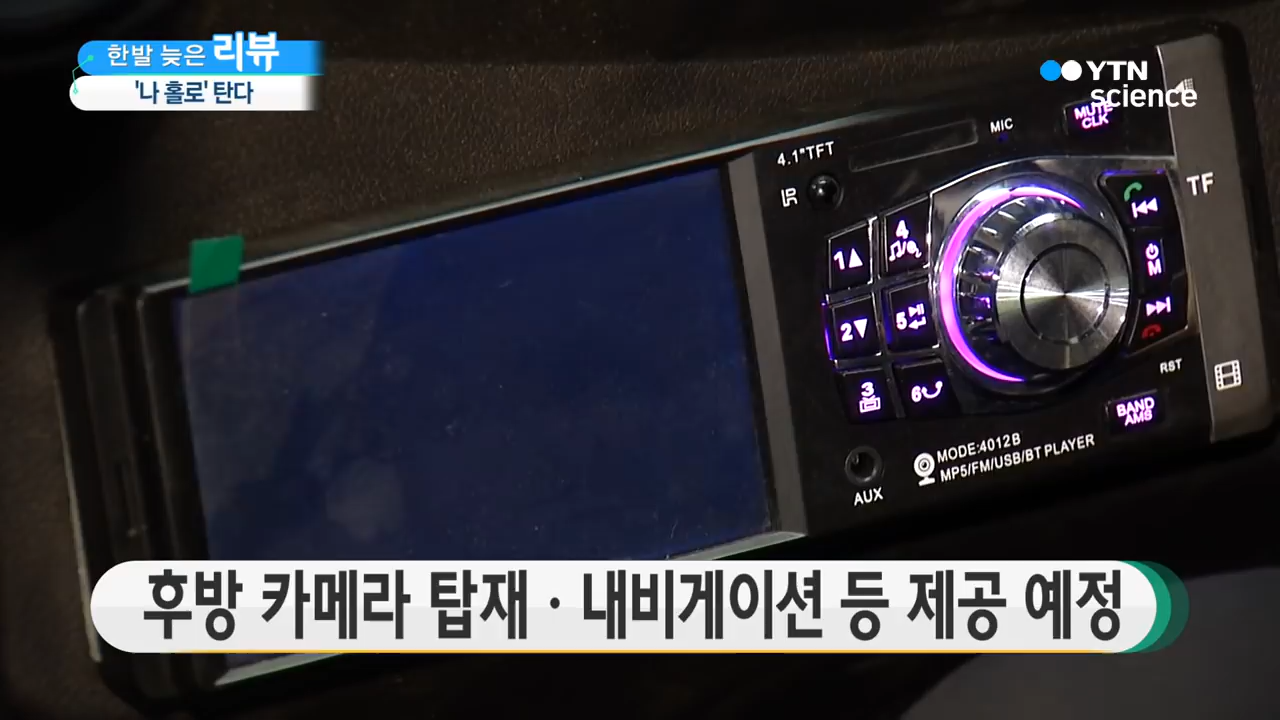 한발 늦은 리뷰
'나 홀로' 탄다
YTN
science
4.1"TFT
MIC
MUTE
CLK
IR
TF
1▲
4
2▼
5
3
6
M
RST
BAND
AMS
AUX
MODE:4012B
MP5/FM/USB/BT PLAYER
후방 카메라 탑재 · 내비게이션 등 제공 예정